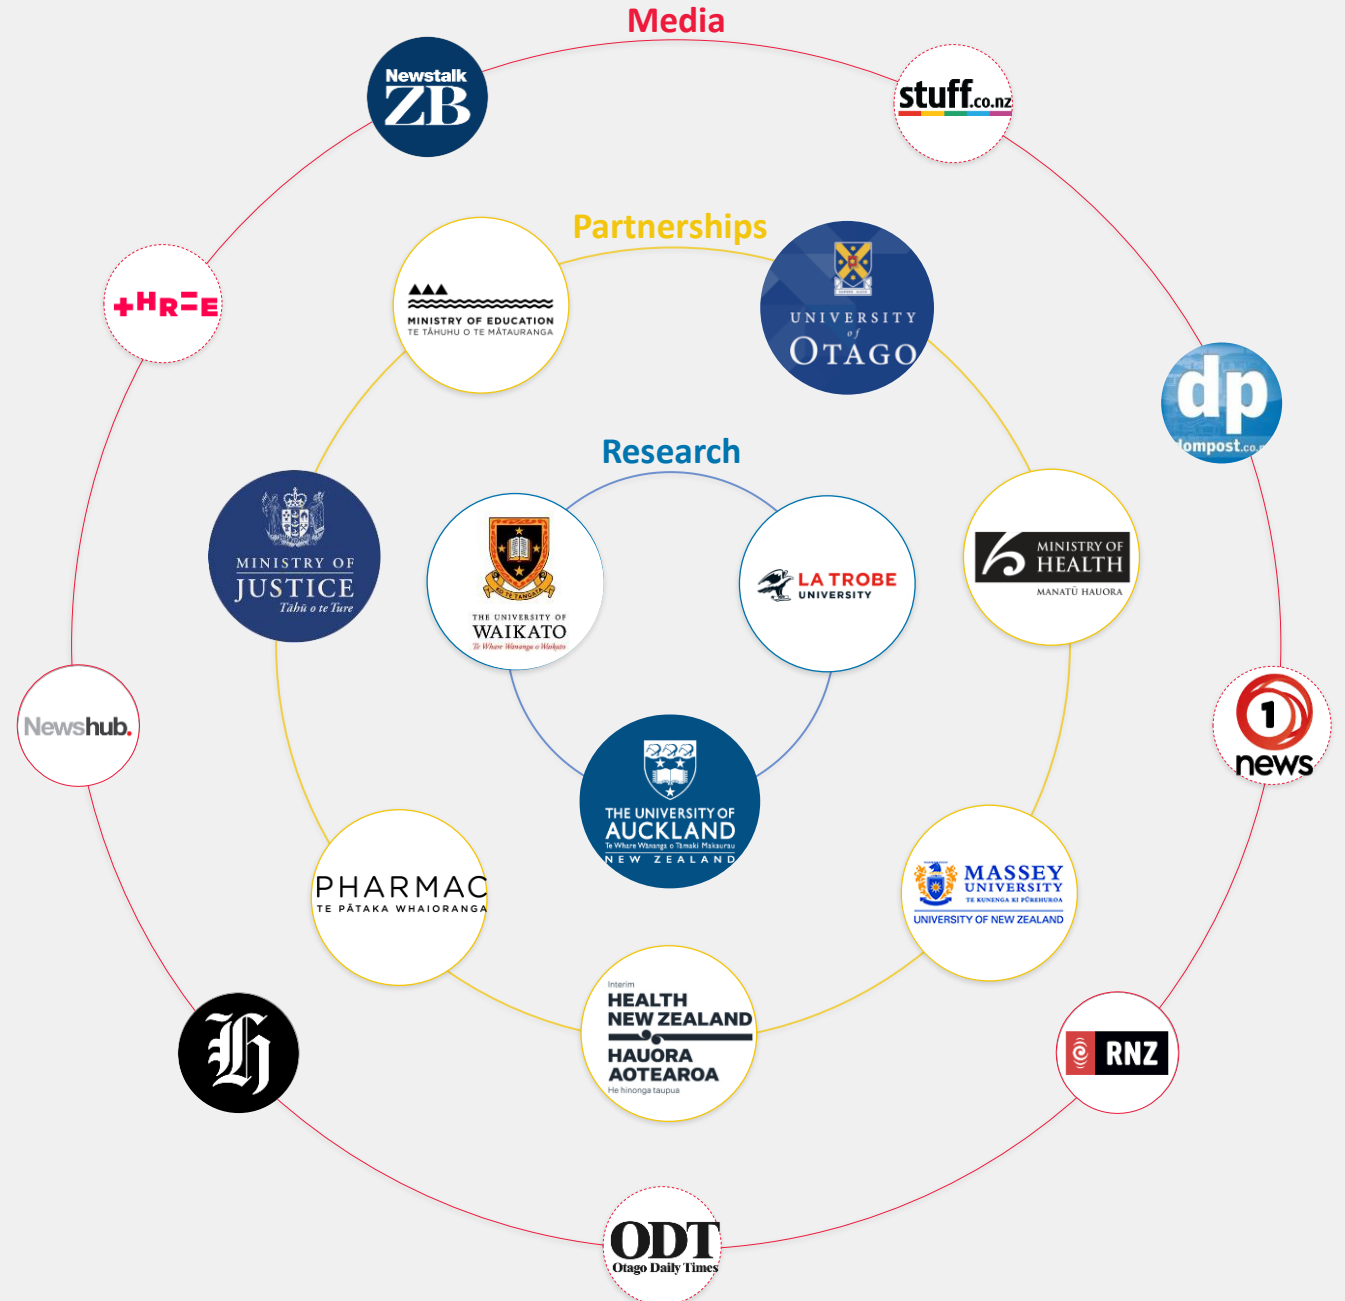 Media
Newstalk
ZB
stuff.co.nz
Partnerships
MINISTRY OF EDUCATION
TE TĀHUHU O TE MĀTAURANGA
UNIVERSITY
of
OTAGO
THREE
dp
dompost.co.
Research
MINISTRY OF
JUSTICE
Tāhū o te Ture
THE UNIVERSITY OF
WAIKATO
Te Whare Wānanga o Waikato
KO TE TANGATA
LA TROBE
UNIVERSITY
MINISTRY OF
HEALTH
MANATŪ HAUORA
Newshub.
1
news
THE UNIVERSITY OF
AUCKLAND
Te Whare Wānanga o Tāmaki Makaurau
NEW ZEALAND
PHARMAC
TE PĀTAKA WHAIORANGA
MASSEY
UNIVERSITY
TE KUNENGA KI PŪREHUROA
UNIVERSITY OF NEW ZEALAND
Interim
HEALTH
NEW ZEALAND
HAUORA
AOTEAROA
He hinonga taupua
H
RNZ
ODT
Otago Daily Times